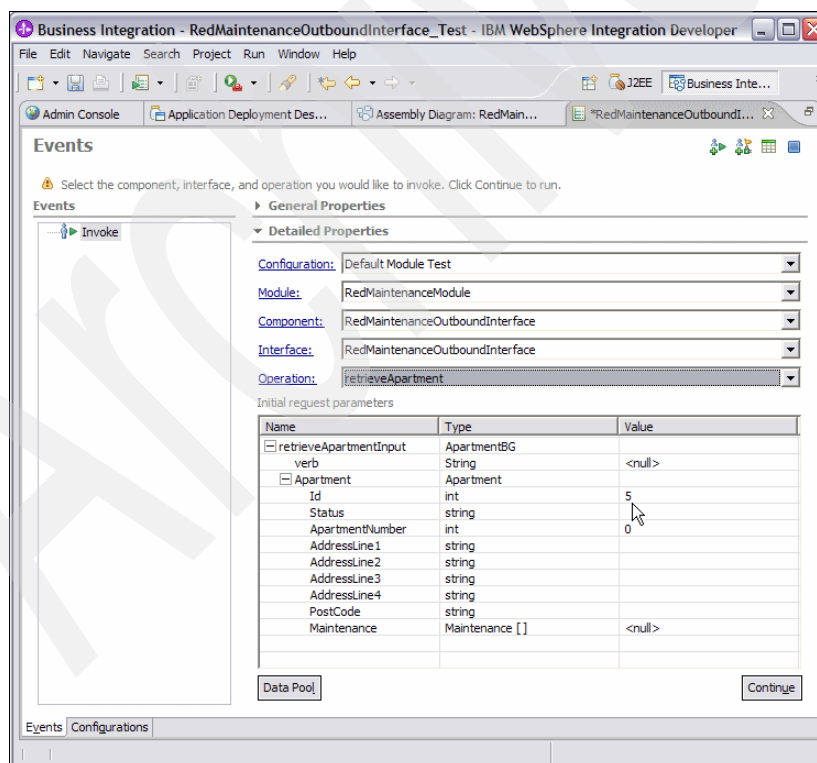 Business Integration - RedMaintenanceOutboundInterface_Test - IBM WebSphere Integration Developer
File Edit Navigate Search Project Run Window Help
J2EE Business Inte...
Admin Console Application Deployment Des... Assembly Diagram: RedMain... *RedMaintenanceOutboundI...
Events
Select the component, interface, and operation you would like to invoke. Click Continue to run.
Events General Properties
Invoke Detailed Properties
Configuration: Default Module Test
Module: RedMaintenanceModule
Component: RedMaintenanceOutboundInterface
Interface: RedMaintenanceOutboundInterface
Operation: retrieveApartment
Initial request parameters
Name Type Value
retrieveApartmentInput ApartmentBG
verb String <null>
Apartment Apartment
Id int 5
Status string
ApartmentNumber int 0
AddressLine1 string
AddressLine2 string
AddressLine3 string
AddressLine4 string
PostCode string
Maintenance Maintenance [ ] <null>
Data Pool Continue
Events Configurations